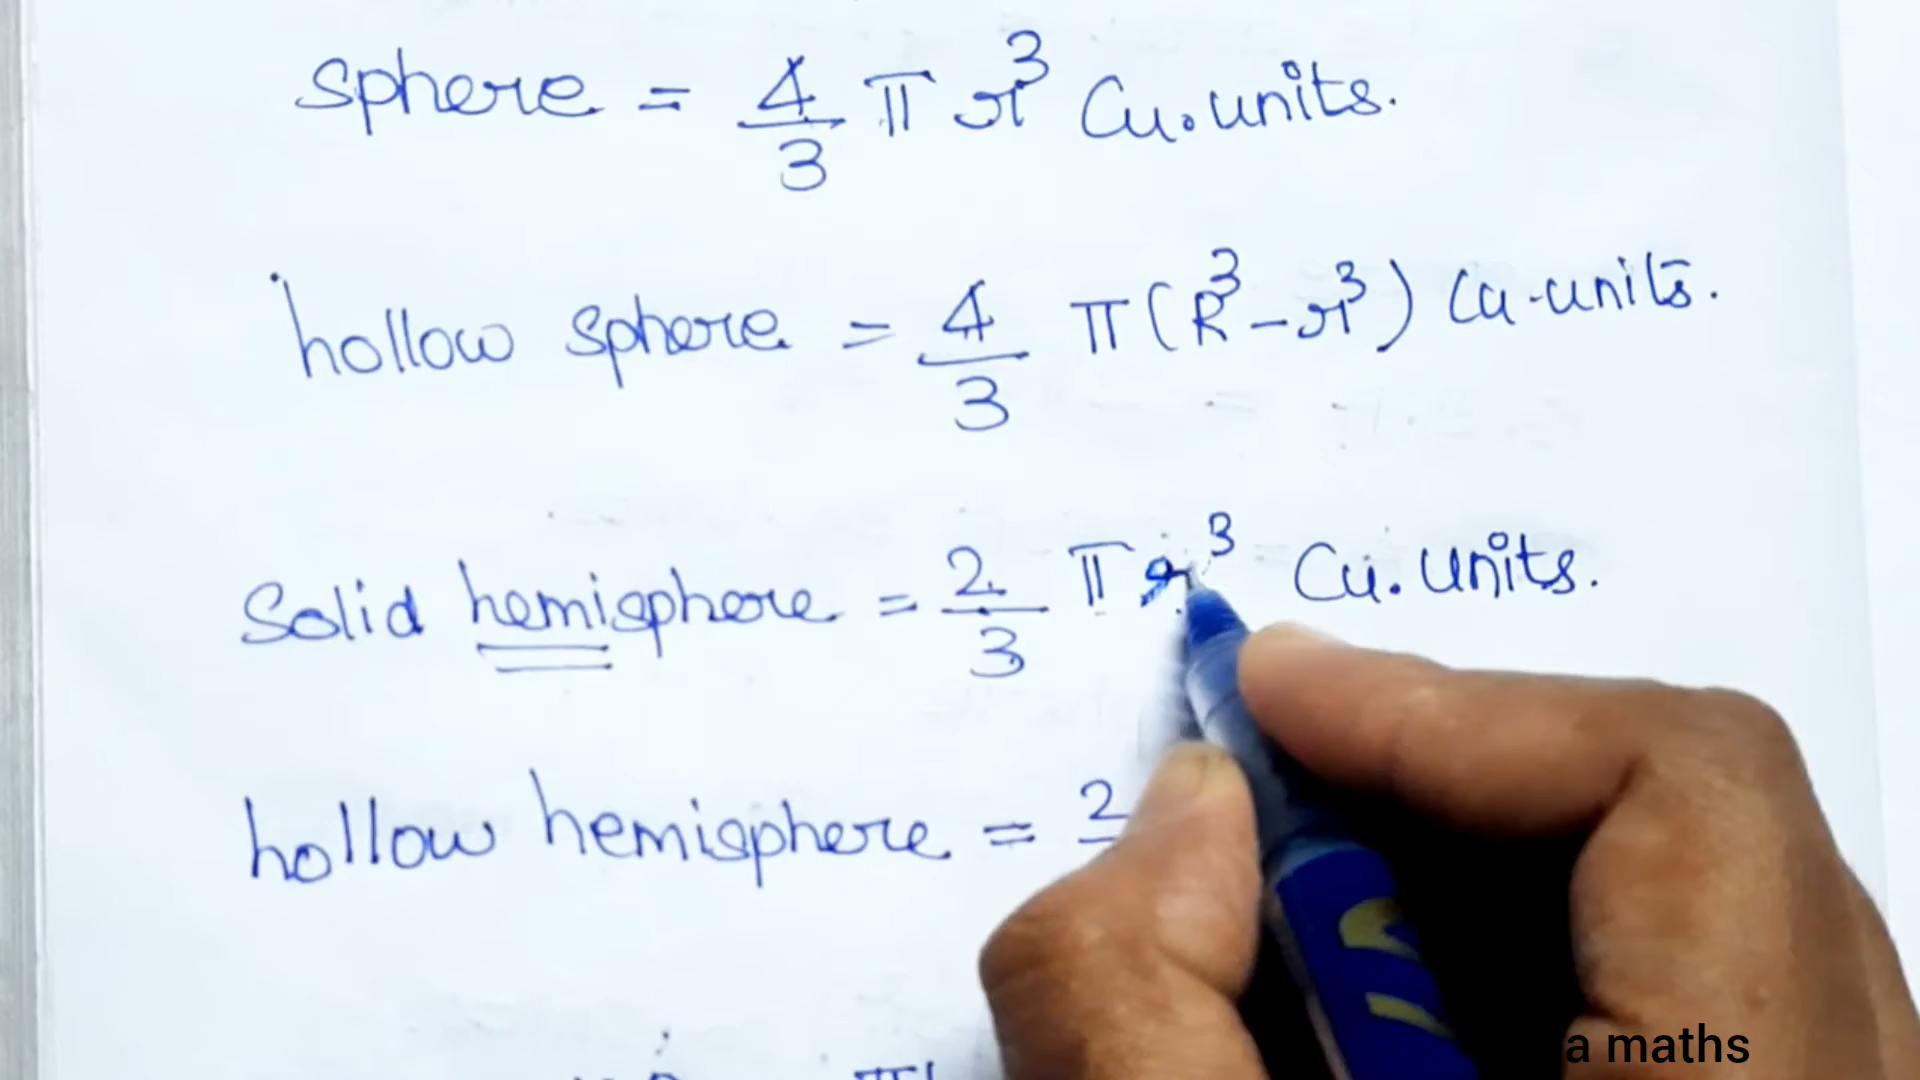 sphere = 4/3 π r³ Cu. units.
hollow sphere = 4/3 π (R³ - r³) Cu. units.
Solid hemisphere = 2/3 π r³ Cu. units.
hollow hemisphere = 2
a maths